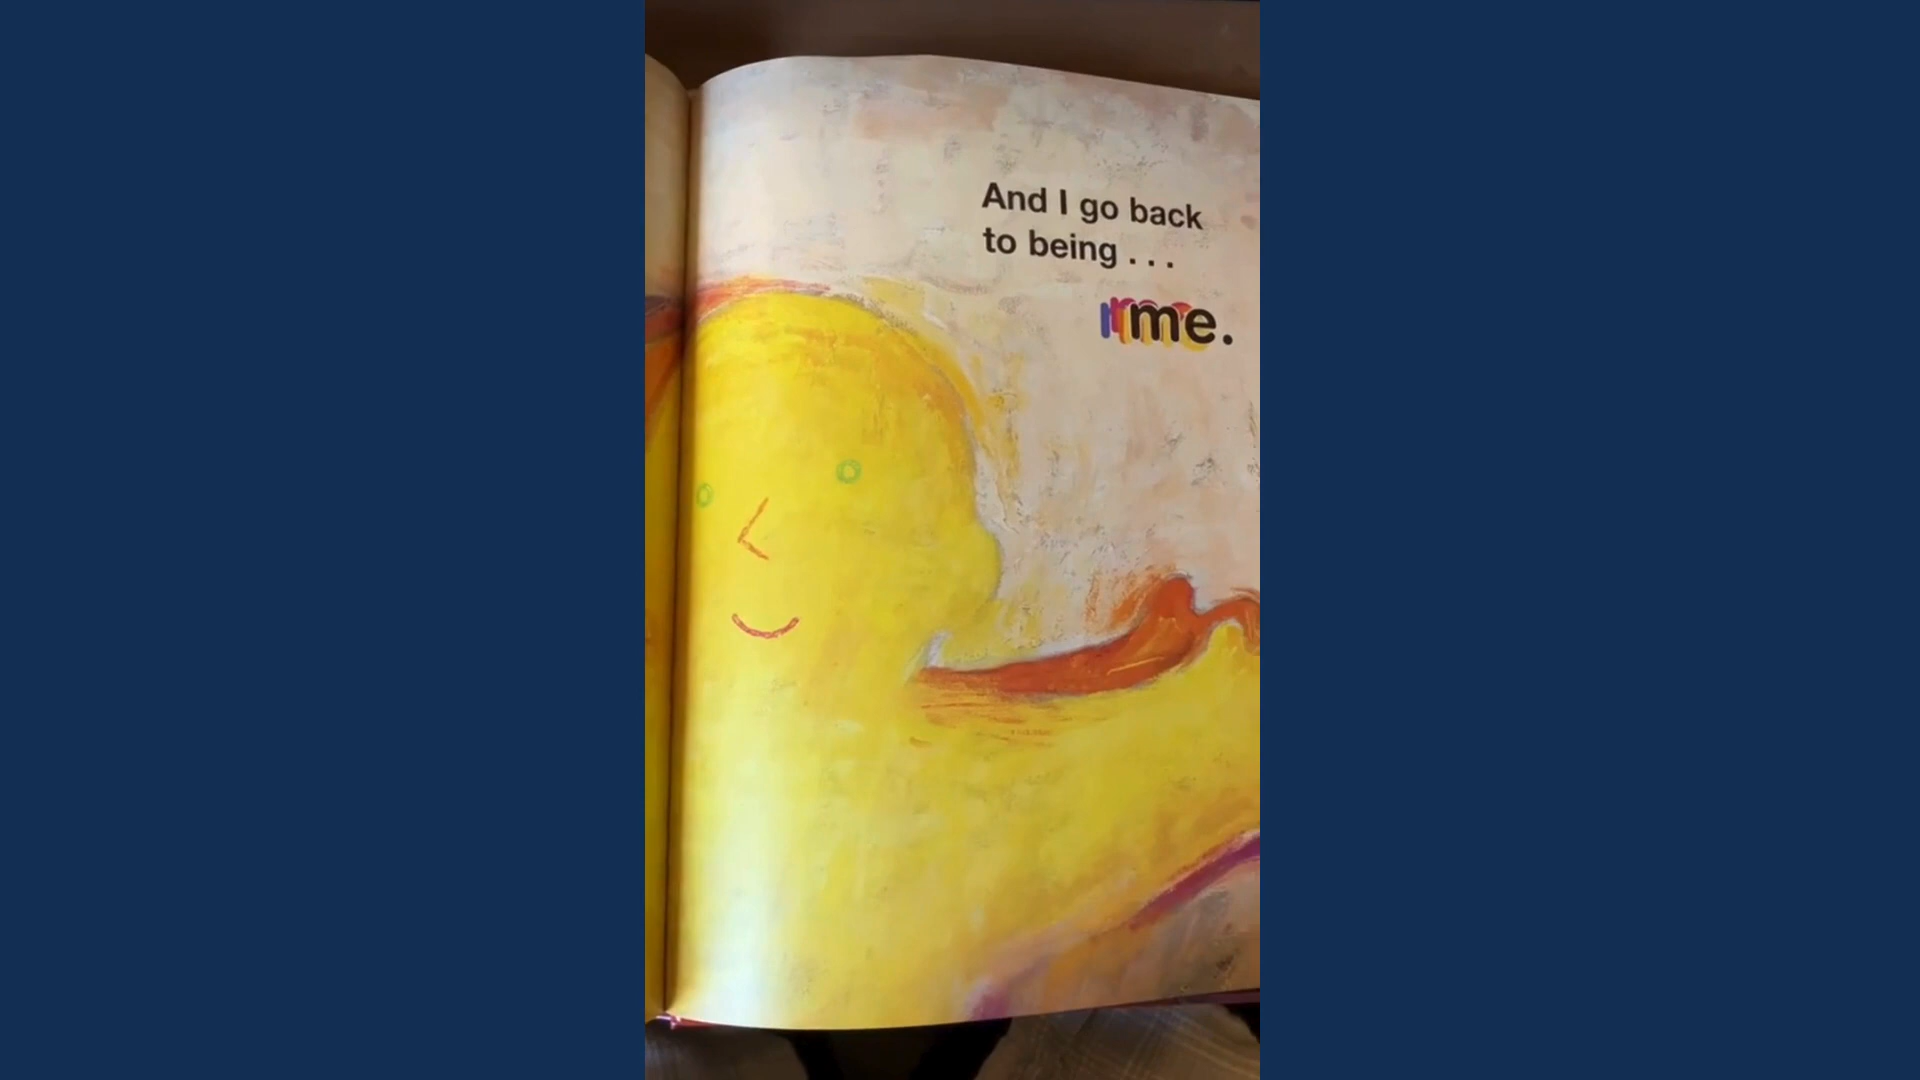 And I go back
to being . . .
me.